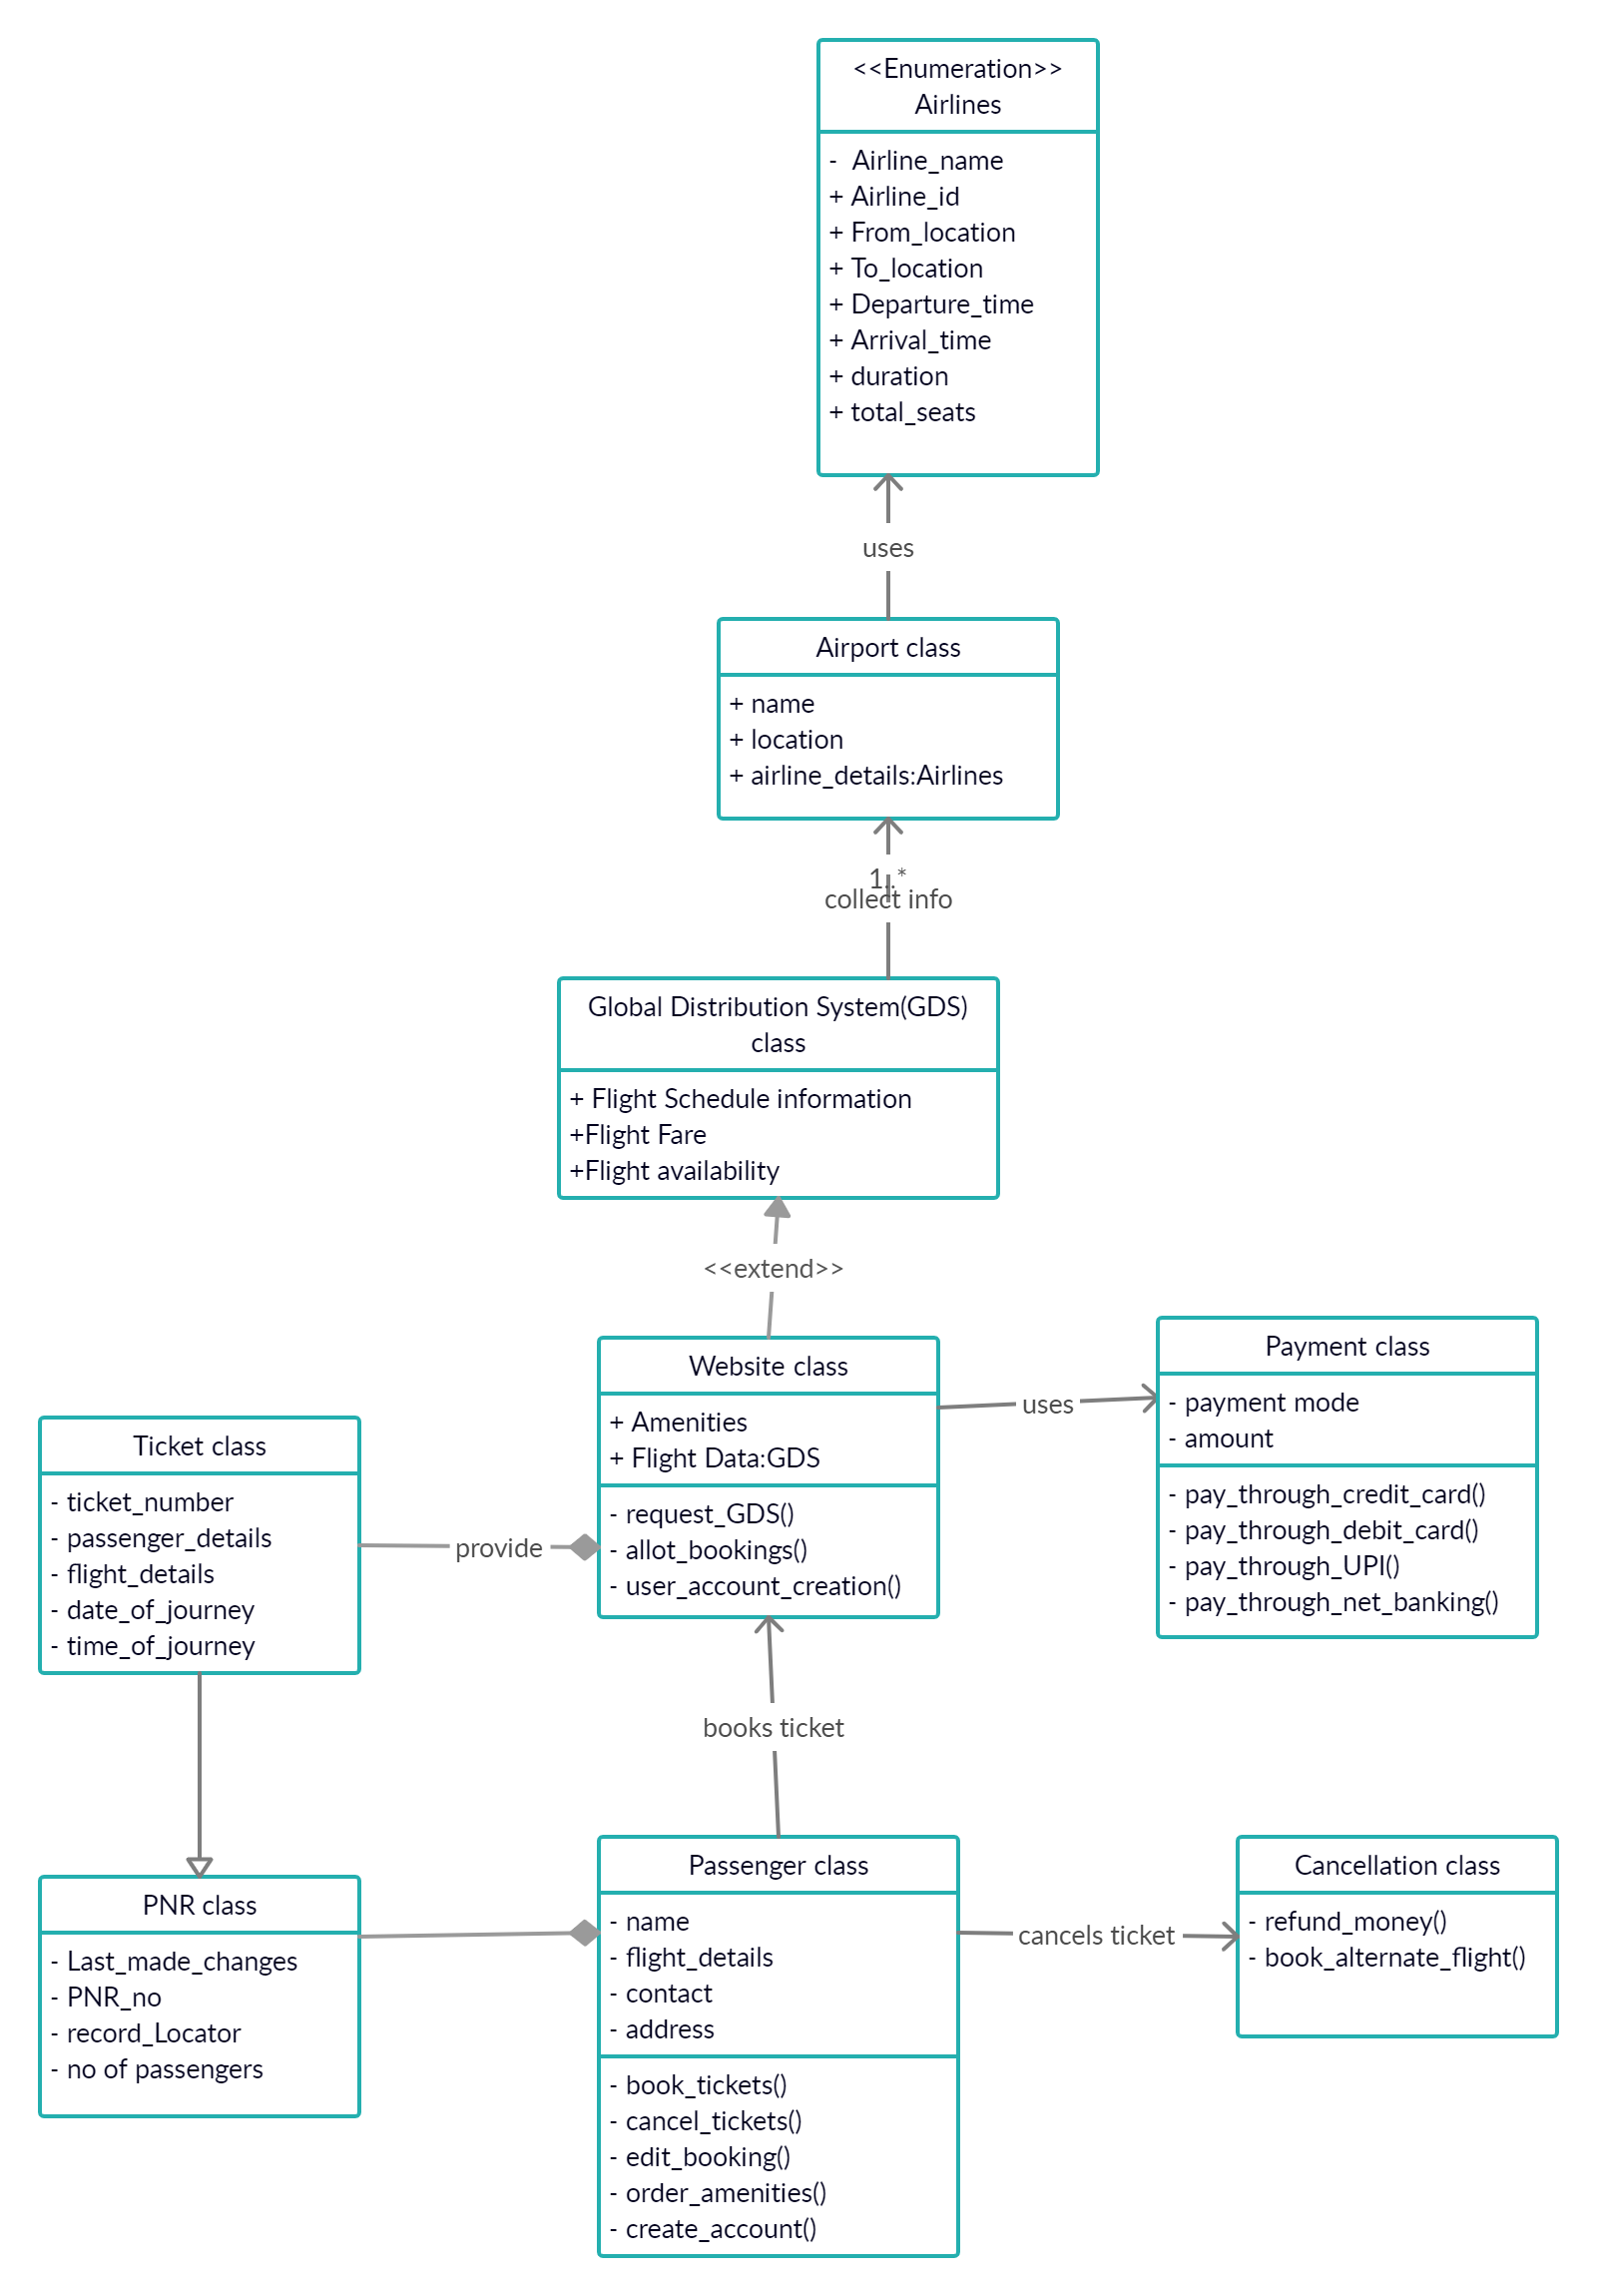 <<Enumeration>>
Airlines
- Airline_name
+ Airline_id
+ From_location
+ To_location
+ Departure_time
+ Arrival_time
+ duration
+ total_seats
uses
Airport class
+ name
+ location
+ airline_details:Airlines
1..*
collect info
Global Distribution System(GDS)
class
+ Flight Schedule information
+Flight Fare
+Flight availability
<<extend>>
Website class
+ Amenities
+ Flight Data:GDS
- request_GDS()
- allot_bookings()
- user_account_creation()
uses
Payment class
- payment mode
- amount
- pay_through_credit_card()
- pay_through_debit_card()
- pay_through_UPI()
- pay_through_net_banking()
Ticket class
- ticket_number
- passenger_details
- flight_details
- date_of_journey
- time_of_journey
provide
books ticket
PNR class
- Last_made_changes
- PNR_no
- record_Locator
- no of passengers
Passenger class
- name
- flight_details
- contact
- address
- book_tickets()
- cancel_tickets()
- edit_booking()
- order_amenities()
- create_account()
cancels ticket
Cancellation class
- refund_money()
- book_alternate_flight()